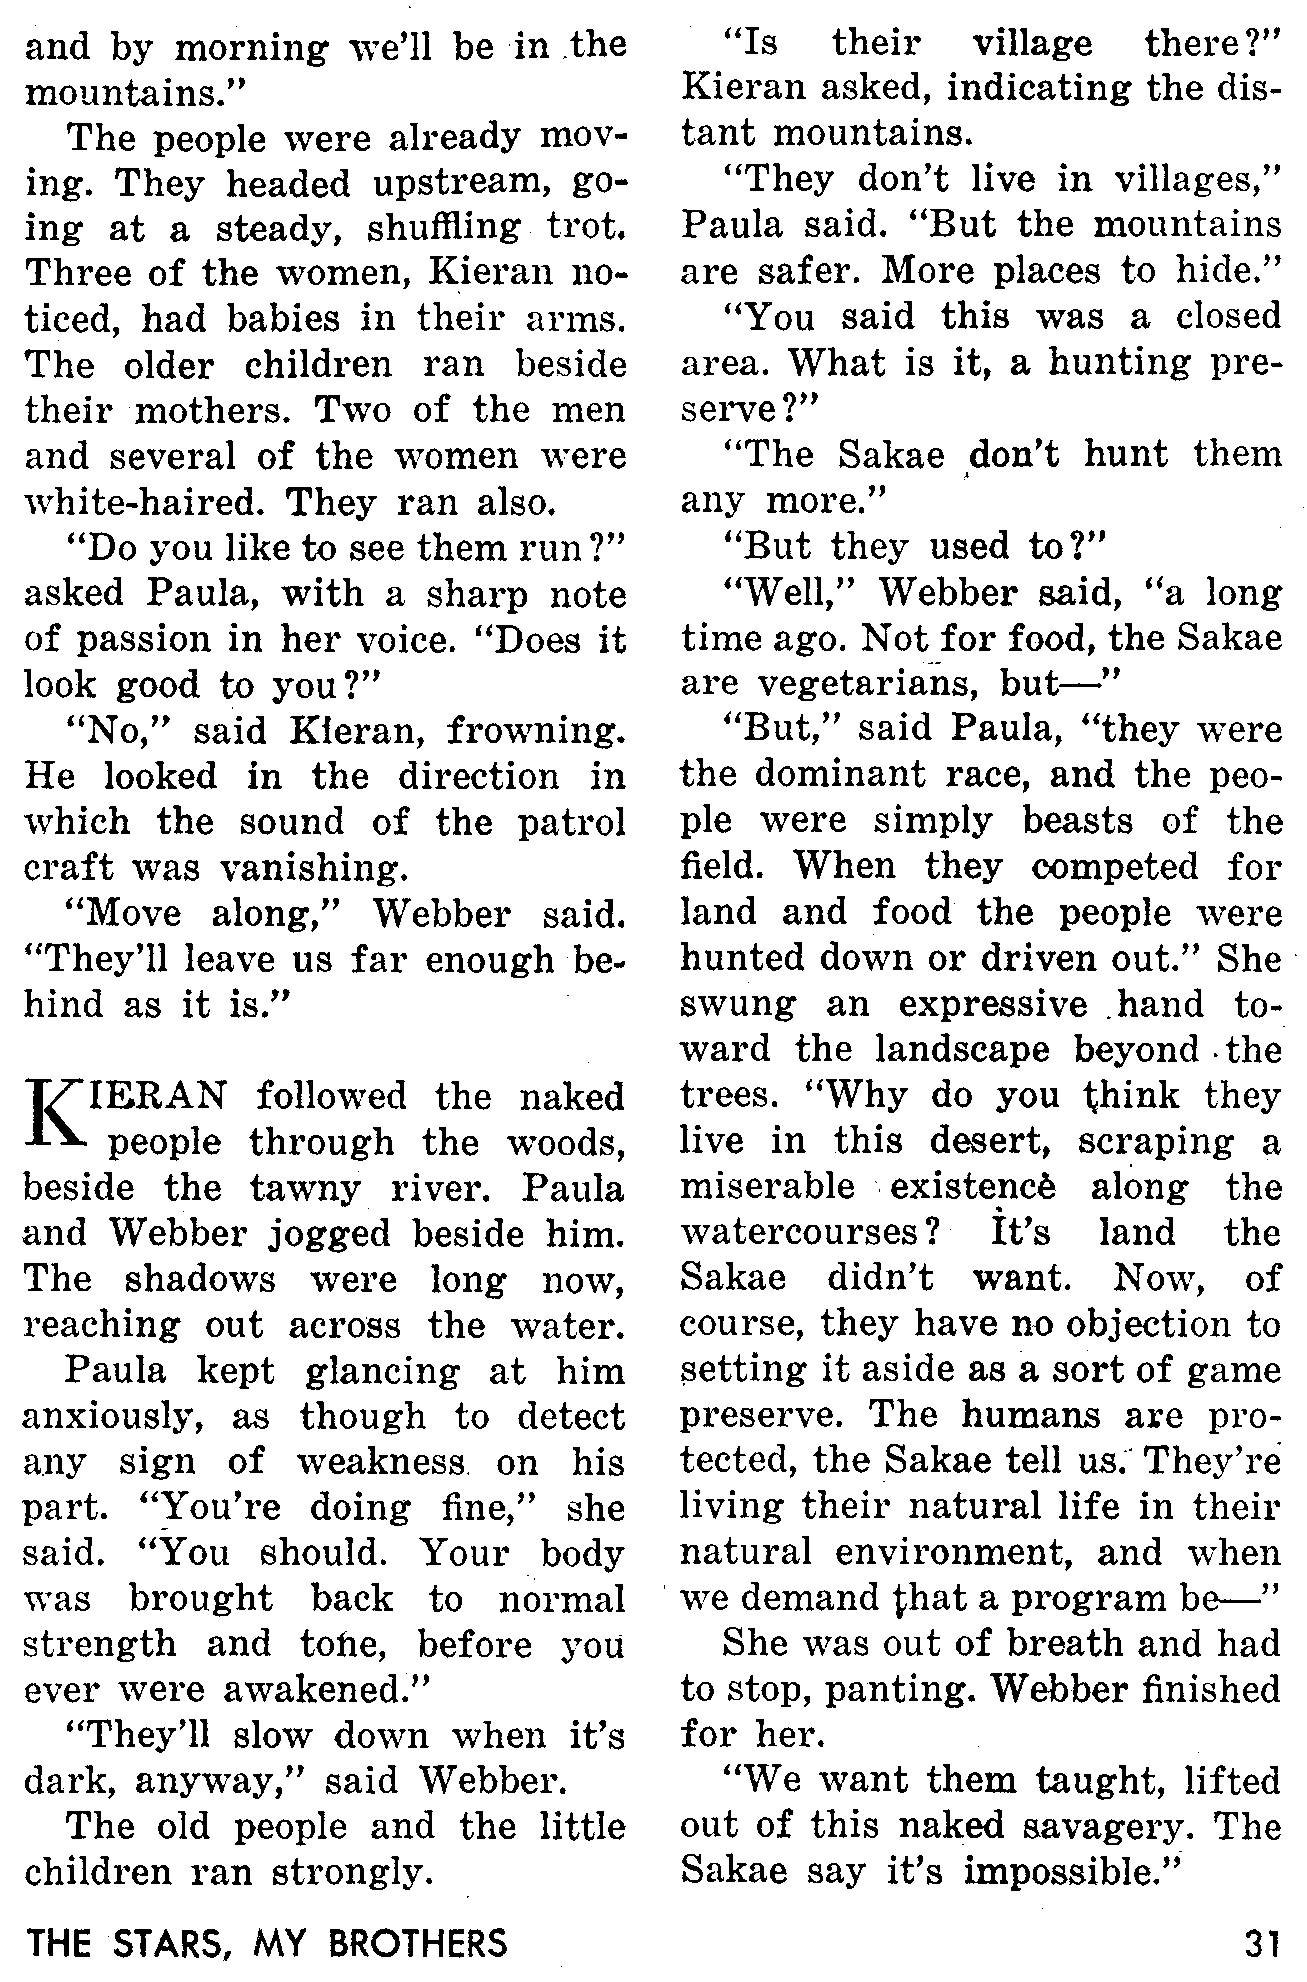 and by morning we'll be in the
mountains."
The people were already mov-
ing. They headed upstream, go-
ing at a steady, shuffling trot.
Three of the women, Kieran no-
ticed, had babies in their arms.
The older children ran beside
their mothers. Two of the men
and several of the women were
white-haired. They ran also.
"Do you like to see them run?"
asked Paula, with a sharp note
of passion in her voice. "Does it
look good to you?"
"No," said Kieran, frowning.
He looked in the direction in
which the sound of the patrol
craft was vanishing.
"Move along," Webber said.
"They'll leave us far enough be-
hind as it is."
KIERAN followed the naked
people through the woods,
beside the tawny river. Paula
and Webber jogged beside him.
The shadows were long now,
reaching out across the water.
Paula kept glancing at him
anxiously, as though to detect
any sign of weakness on his
part. "You're doing fine," she
said. "You should. Your body
was brought back to normal
strength and tone, before you
ever were awakened."
"They'll slow down when it's
dark, anyway," said Webber.
The old people and the little
children ran strongly.
"Is their village there?"
Kieran asked, indicating the dis-
tant mountains.
"They don't live in villages,"
Paula said. "But the mountains
are safer. More places to hide."
"You said this was a closed
area. What is it, a hunting pre-
serve?"
"The Sakae don't hunt them
any more."
"But they used to?"
"Well," Webber said, "a long
time ago. Not for food, the Sakae
are vegetarians, but—"
"But," said Paula, "they were
the dominant race, and the peo-
ple were simply beasts of the
field. When they competed for
land and food the people were
hunted down or driven out." She
swung an expressive hand to-
ward the landscape beyond the
trees. "Why do you think they
live in this desert, scraping a
miserable existence along the
watercourses? It's land the
Sakae didn't want. Now, of
course, they have no objection to
setting it aside as a sort of game
preserve. The humans are pro-
tected, the Sakae tell us. They're
living their natural life in their
natural environment, and when
we demand that a program be—"
She was out of breath and had
to stop, panting. Webber finished
for her.
"We want them taught, lifted
out of this naked savagery. The
Sakae say it's impossible."
THE STARS, MY BROTHERS
31